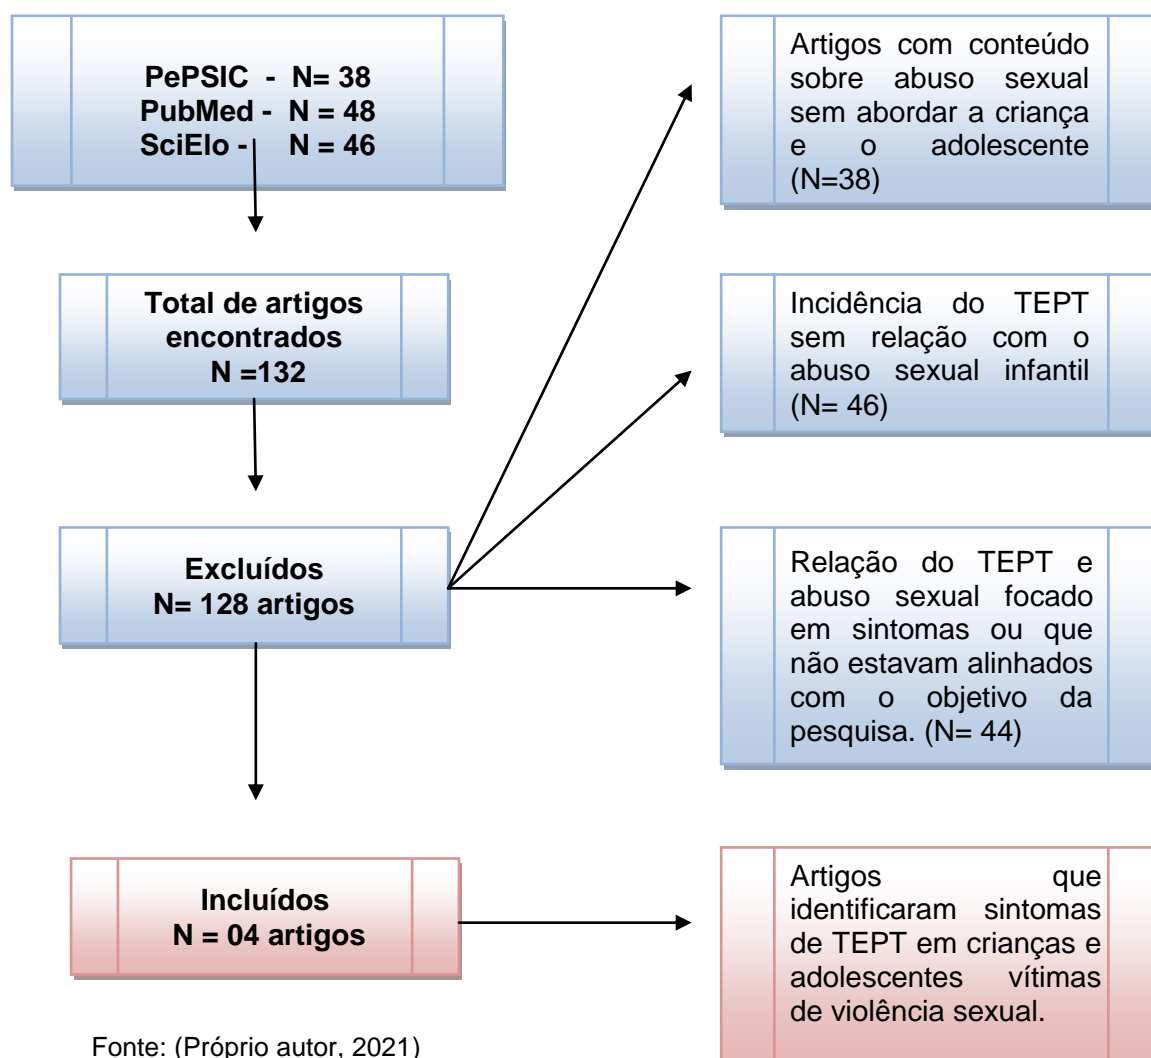 PePSIC - N= 38
PubMed - N = 48
SciElo - N = 46
Total de artigos
encontrados
N =132
Excluídos
N= 128 artigos
Incluídos
N = 04 artigos
Artigos com conteúdo
sobre abuso sexual
sem abordar a criança
e o adolescente
(N=38)
Incidência do TEPT
sem relação com o
abuso sexual infantil
(N= 46)
Relação do TEPT e
abuso sexual focado
em sintomas ou que
não estavam alinhados
com o objetivo da
pesquisa. (N= 44)
Artigos que
identificaram sintomas
de TEPT em crianças e
adolescentes vítimas
de violência sexual.
Fonte: (Próprio autor, 2021)